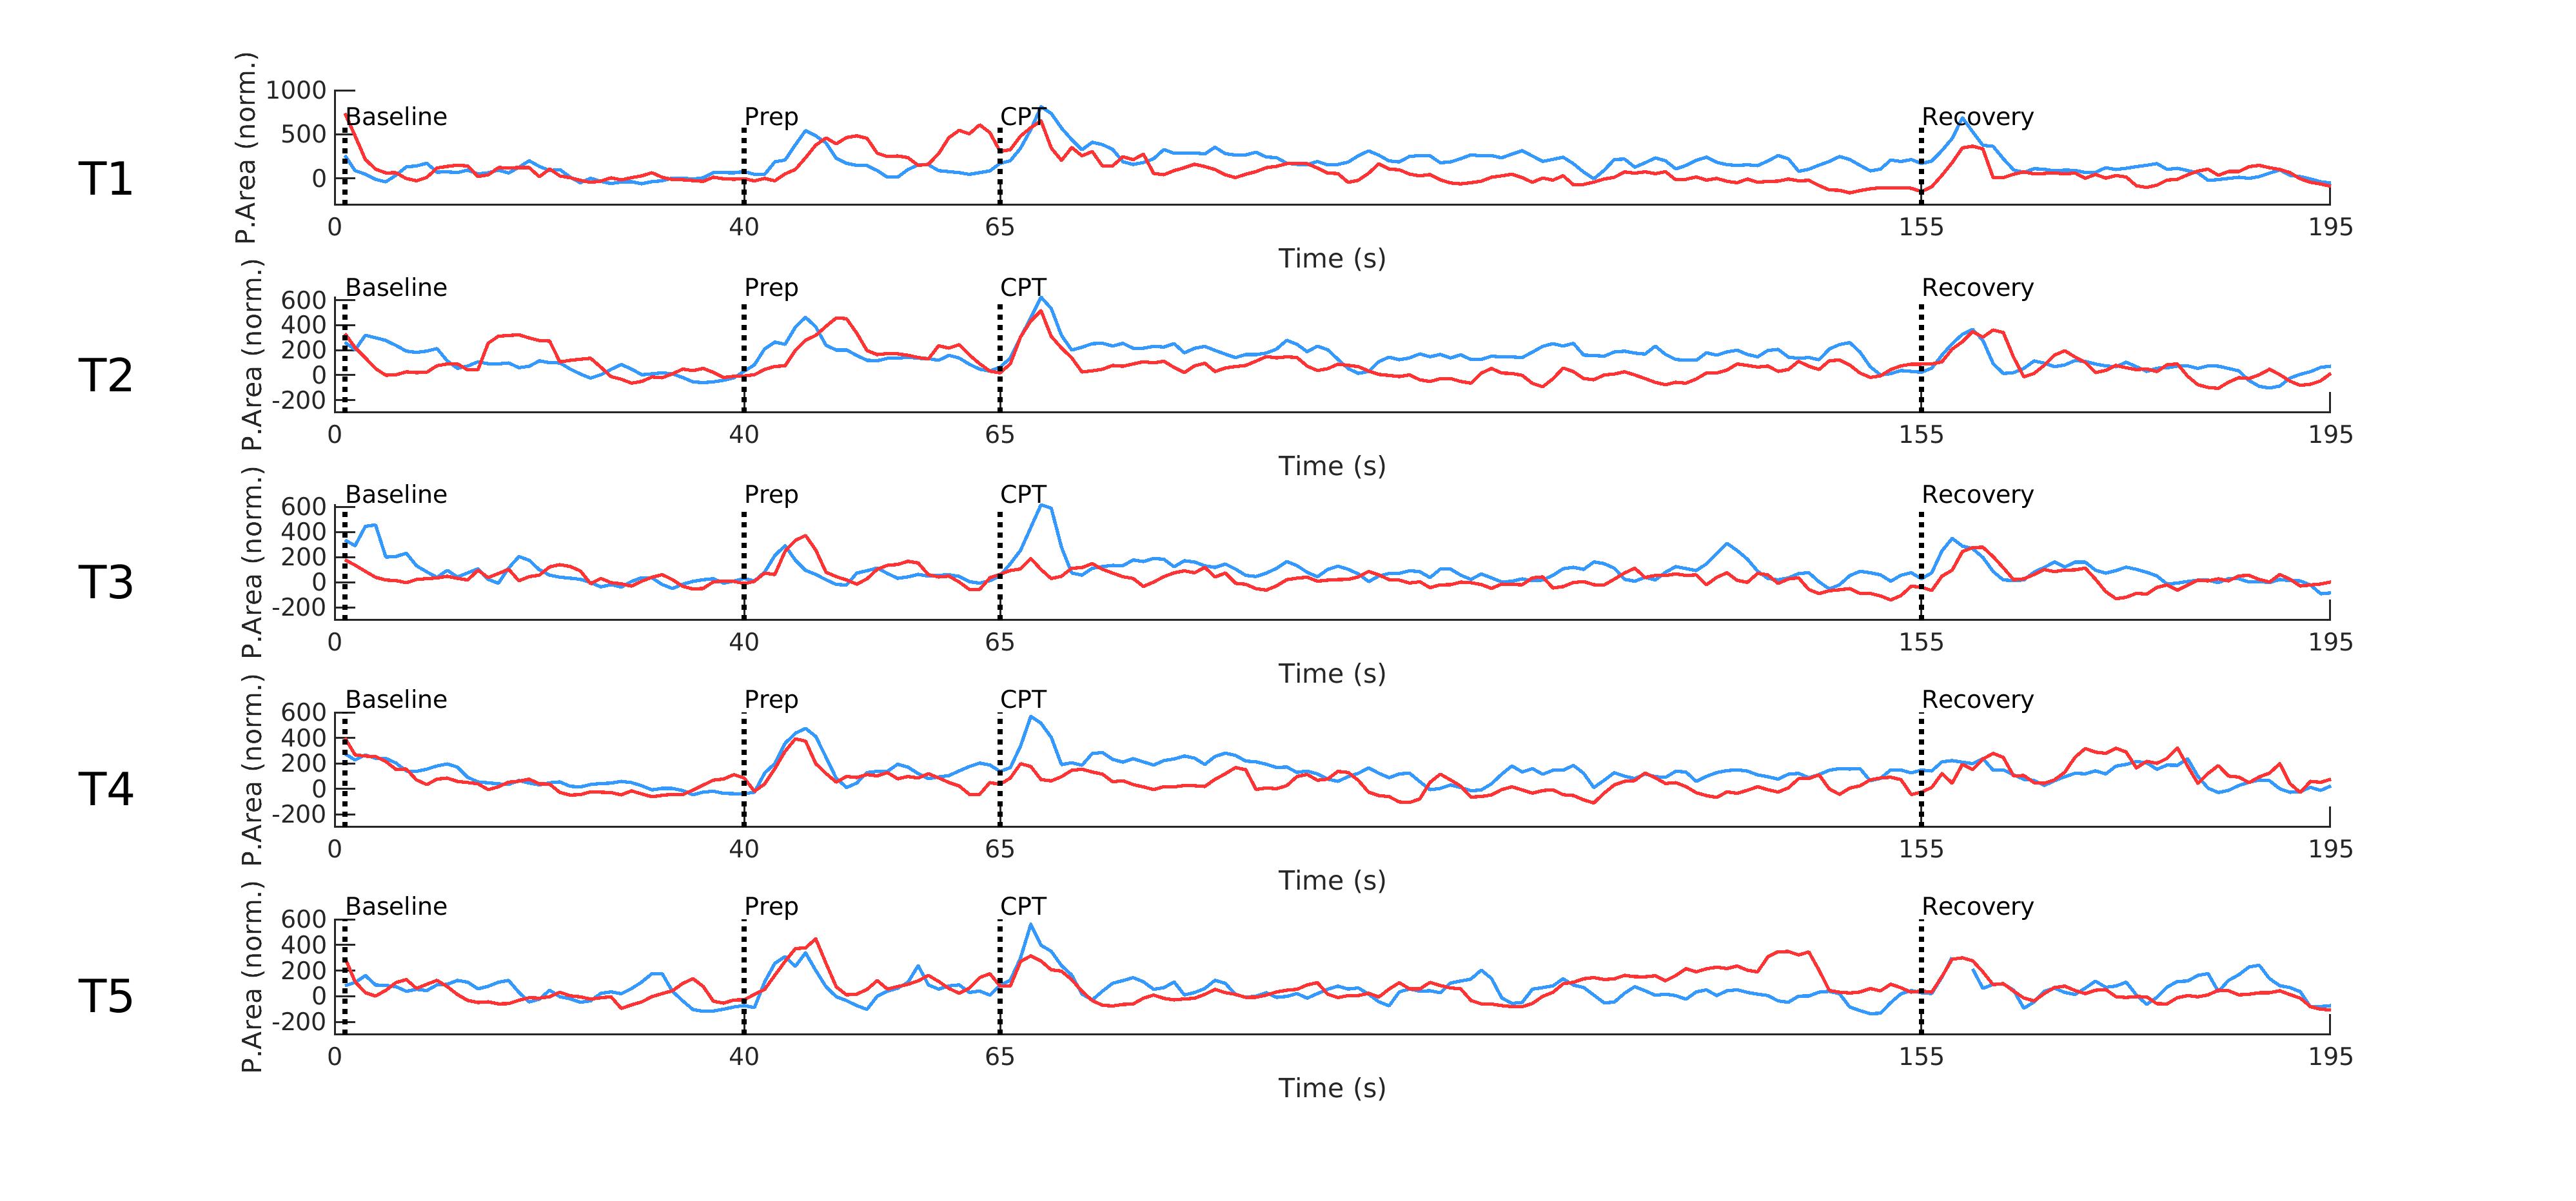 T1
P.Area (norm.)
1000
500
0
Baseline
Prep
CPT
Recovery
0 40 65 155 195
Time (s)
T2
P.Area (norm.)
600
400
200
0
-200
Baseline
Prep
CPT
Recovery
0 40 65 155 195
Time (s)
T3
P.Area (norm.)
600
400
200
0
-200
Baseline
Prep
CPT
Recovery
0 40 65 155 195
Time (s)
T4
P.Area (norm.)
600
400
200
0
-200
Baseline
Prep
CPT
Recovery
0 40 65 155 195
Time (s)
T5
P.Area (norm.)
600
400
200
0
-200
Baseline
Prep
CPT
Recovery
0 40 65 155 195
Time (s)